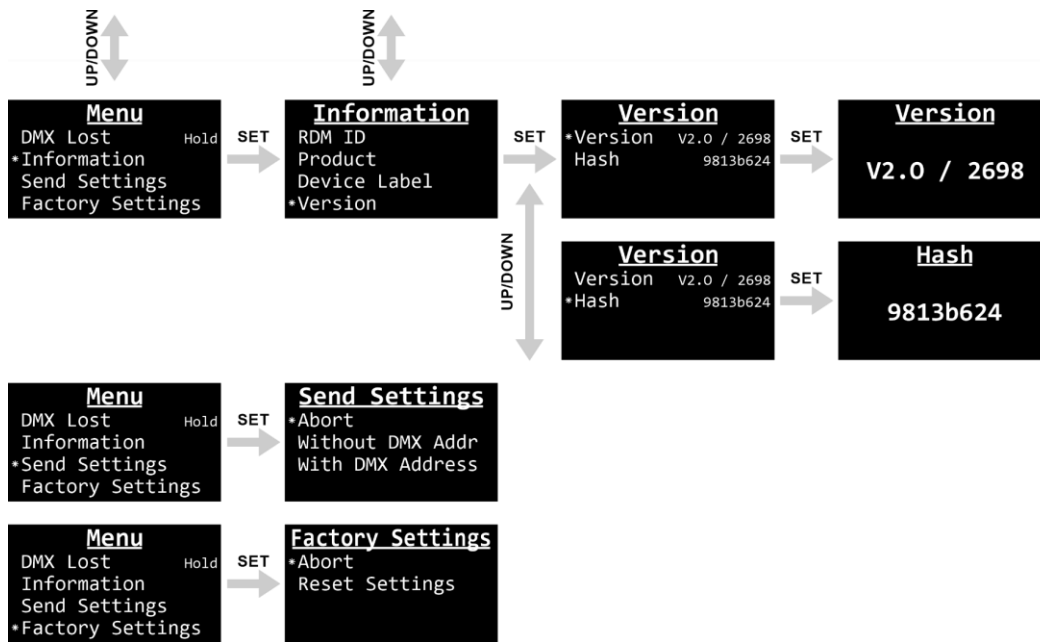 UP/DOWN
UP/DOWN
Menu
DMX Lost Hold
*Information
Send Settings
Factory Settings
SET
Information
RDM ID
Product
Device Label
*Version
SET
Version
*Version V2.0 / 2698
Hash 9813b624
SET
Version
V2.0 / 2698
UP/DOWN
Version
Version V2.0 / 2698
*Hash 9813b624
SET
Hash
9813b624
Menu
DMX Lost Hold
Information
*Send Settings
Factory Settings
SET
Send Settings
*Abort
Without DMX Addr
With DMX Address
Menu
DMX Lost Hold
Information
Send Settings
*Factory Settings
SET
Factory Settings
*Abort
Reset Settings